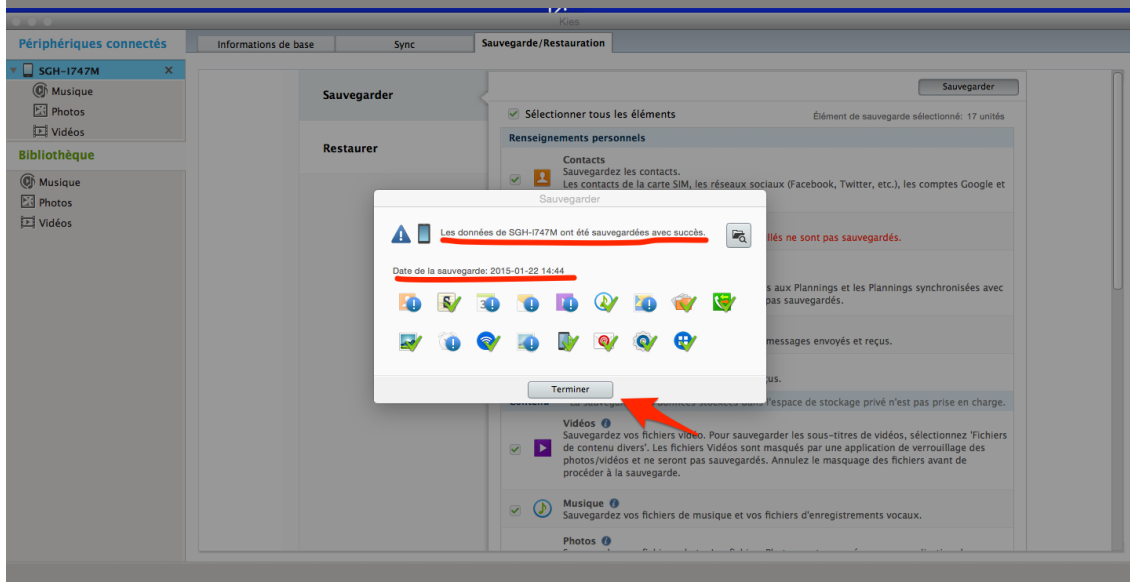 Kies
Périphériques connectés
Informations de base
Sync
Sauvegarde/Restauration
SGH-I747M
Musique
Photos
Vidéos
Bibliothèque
Musique
Photos
Vidéos
Sauvegarder
Restaurer
Sauvegarder
Sélectionner tous les éléments
Élément de sauvegarde sélectionné: 17 unités
Renseignements personnels
Contacts
Sauvegardez les contacts.
Les contacts de la carte SIM, les réseaux sociaux (Facebook, Twitter, etc.), les comptes Google et
llés ne sont pas sauvegardés.
s aux Plannings et les Plannings synchronisées avec
pas sauvegardés.
messages envoyés et reçus.
us.
Sauvegarder
Les données de SGH-I747M ont été sauvegardées avec succès.
Date de la sauvegarde: 2015-01-22 14:44
Terminer
l'espace de stockage privé n'est pas prise en charge.
Vidéos
Sauvegardez vos fichiers vidéo. Pour sauvegarder les sous-titres de vidéos, sélectionnez 'Fichiers
de contenu divers'. Les fichiers Vidéos sont masqués par une application de verrouillage des
photos/vidéos et ne seront pas sauvegardés. Annulez le masquage des fichiers avant de
procéder à la sauvegarde.
Musique
Sauvegardez vos fichiers de musique et vos fichiers d'enregistrements vocaux.
Photos